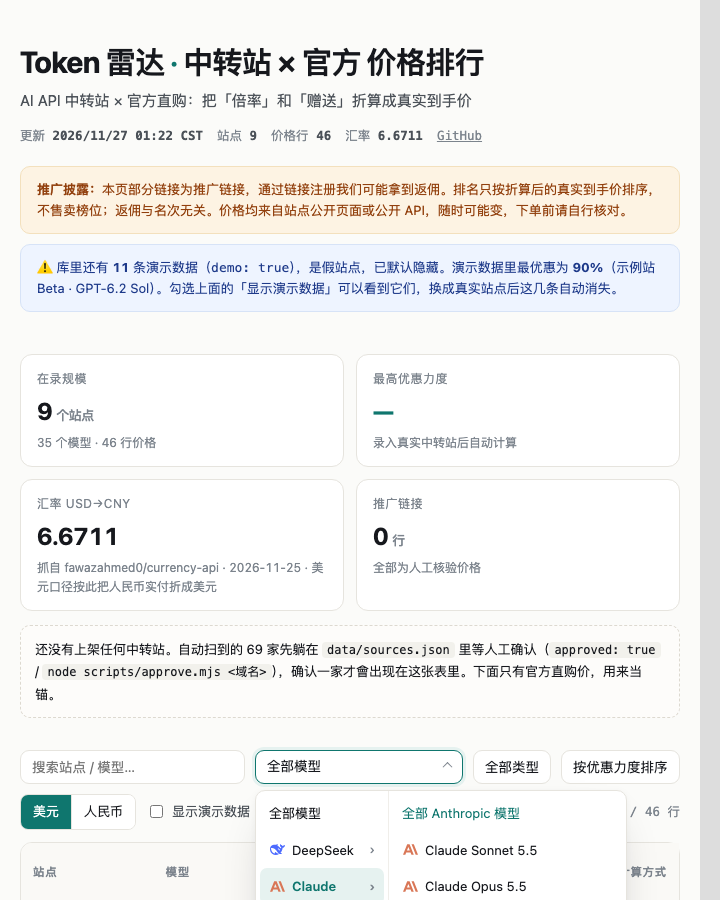 Token 雷达 · 中转站 × 官方 价格排行
AI API 中转站 × 官方直购：把「倍率」和「赠送」折算成真实到手价
更新 2026/11/27 01:22 CST 站点 9 价格行 46 汇率 6.6711 GitHub
推广披露：本页部分链接为推广链接，通过链接注册我们可能拿到返佣。排名只按折算后的真实到手价排序，
不售卖榜位；返佣与名次无关。价格均来自站点公开页面或公开 API，随时可能变，下单前请自行核对。
⚠️ 库里还有 11 条演示数据（demo: true），是假站点，已默认隐藏。演示数据里最优惠为 90%（示例站
Beta · GPT-6.2 Sol）。勾选上面的「显示演示数据」可以看到它们，换成真实站点后这几条自动消失。
在录规模
9 个站点
35 个模型 · 46 行价格
最高优惠力度
—
录入真实中转站后自动计算
汇率 USD→CNY
6.6711
抓自 fawazahmed0/currency-api · 2026-11-25 · 美
元口径按此把人民币实付折成美元
推广链接
0 行
全部为人工核验价格
还没有上架任何中转站。自动扫到的 69 家先躺在 data/sources.json 里等人工确认（ approved: true
/ node scripts/approve.mjs <域名> ），确认一家才会出现在这张表里。下面只有官方直购价，用来当
锚。
搜索站点 / 模型… 全部模型 全部类型 按优惠力度排序
美元 人民币 显示演示数据 / 46 行
全部模型 全部 Anthropic 模型
DeepSeek › Claude Sonnet 5.5
站点 模型 算方式
Claude › Claude Opus 5.5